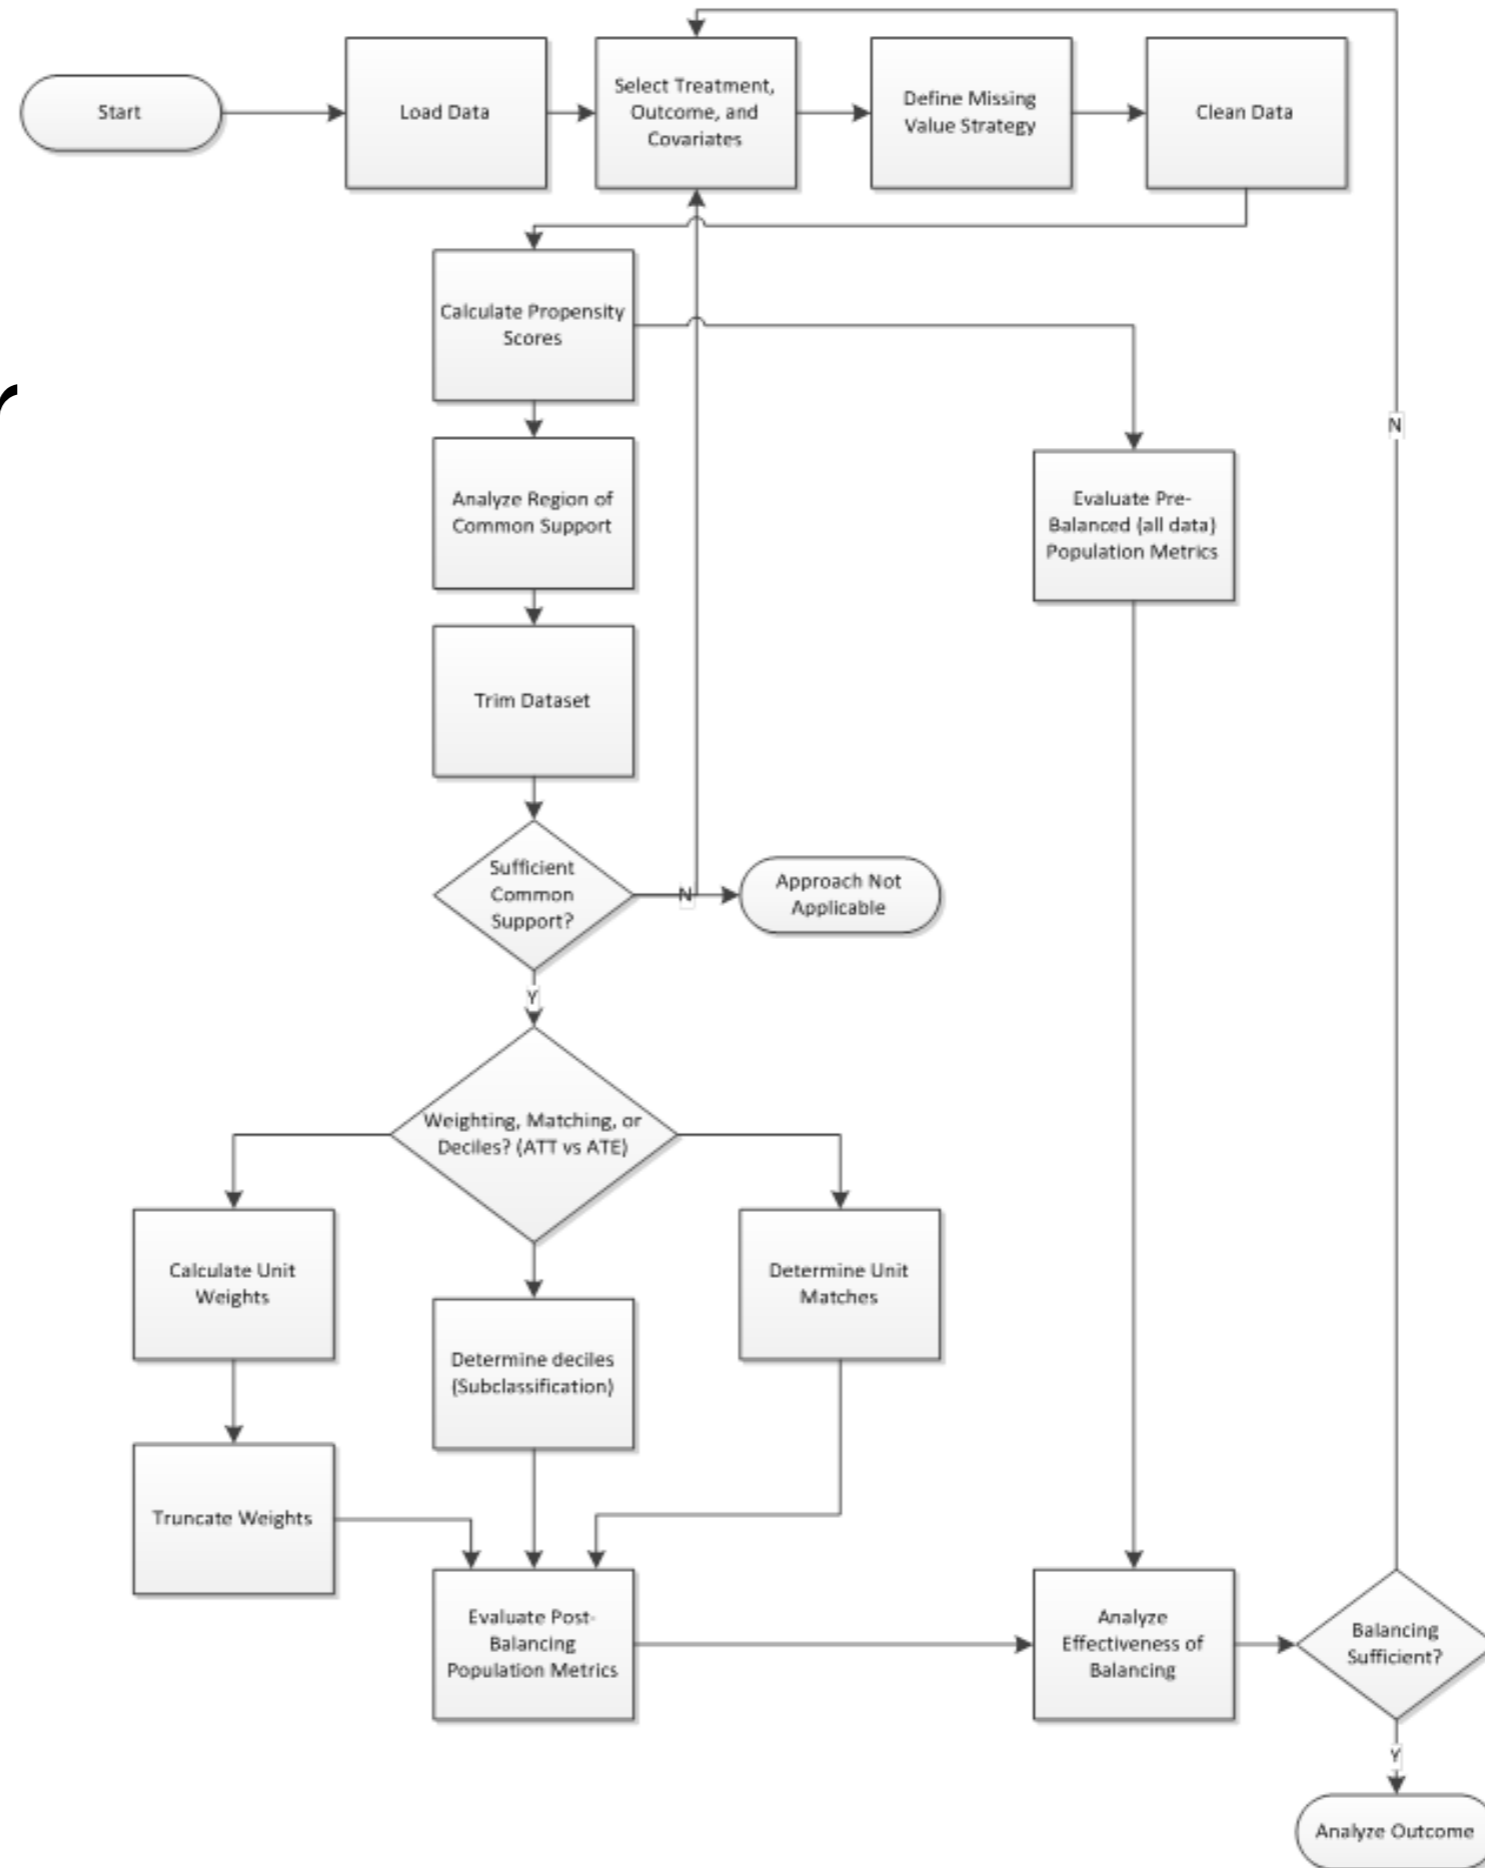 Start
Load Data
Select Treatment,
Outcome, and
Covariates
Define Missing
Value Strategy
Clean Data
Calculate Propensity
Scores
r
N
Analyze Region of
Common Support
Evaluate Pre-
Balanced (all data)
Population Metrics
Trim Dataset
Sufficient
Common
Support?
N
Approach Not
Applicable
Y
Weighting, Matching, or
Deciles? (ATT vs ATE)
Calculate Unit
Weights
Determine Unit
Matches
Determine deciles
(Subclassification)
Truncate Weights
Evaluate Post-
Balancing
Population Metrics
Analyze
Effectiveness of
Balancing
Balancing
Sufficient?
Y
Analyze Outcome